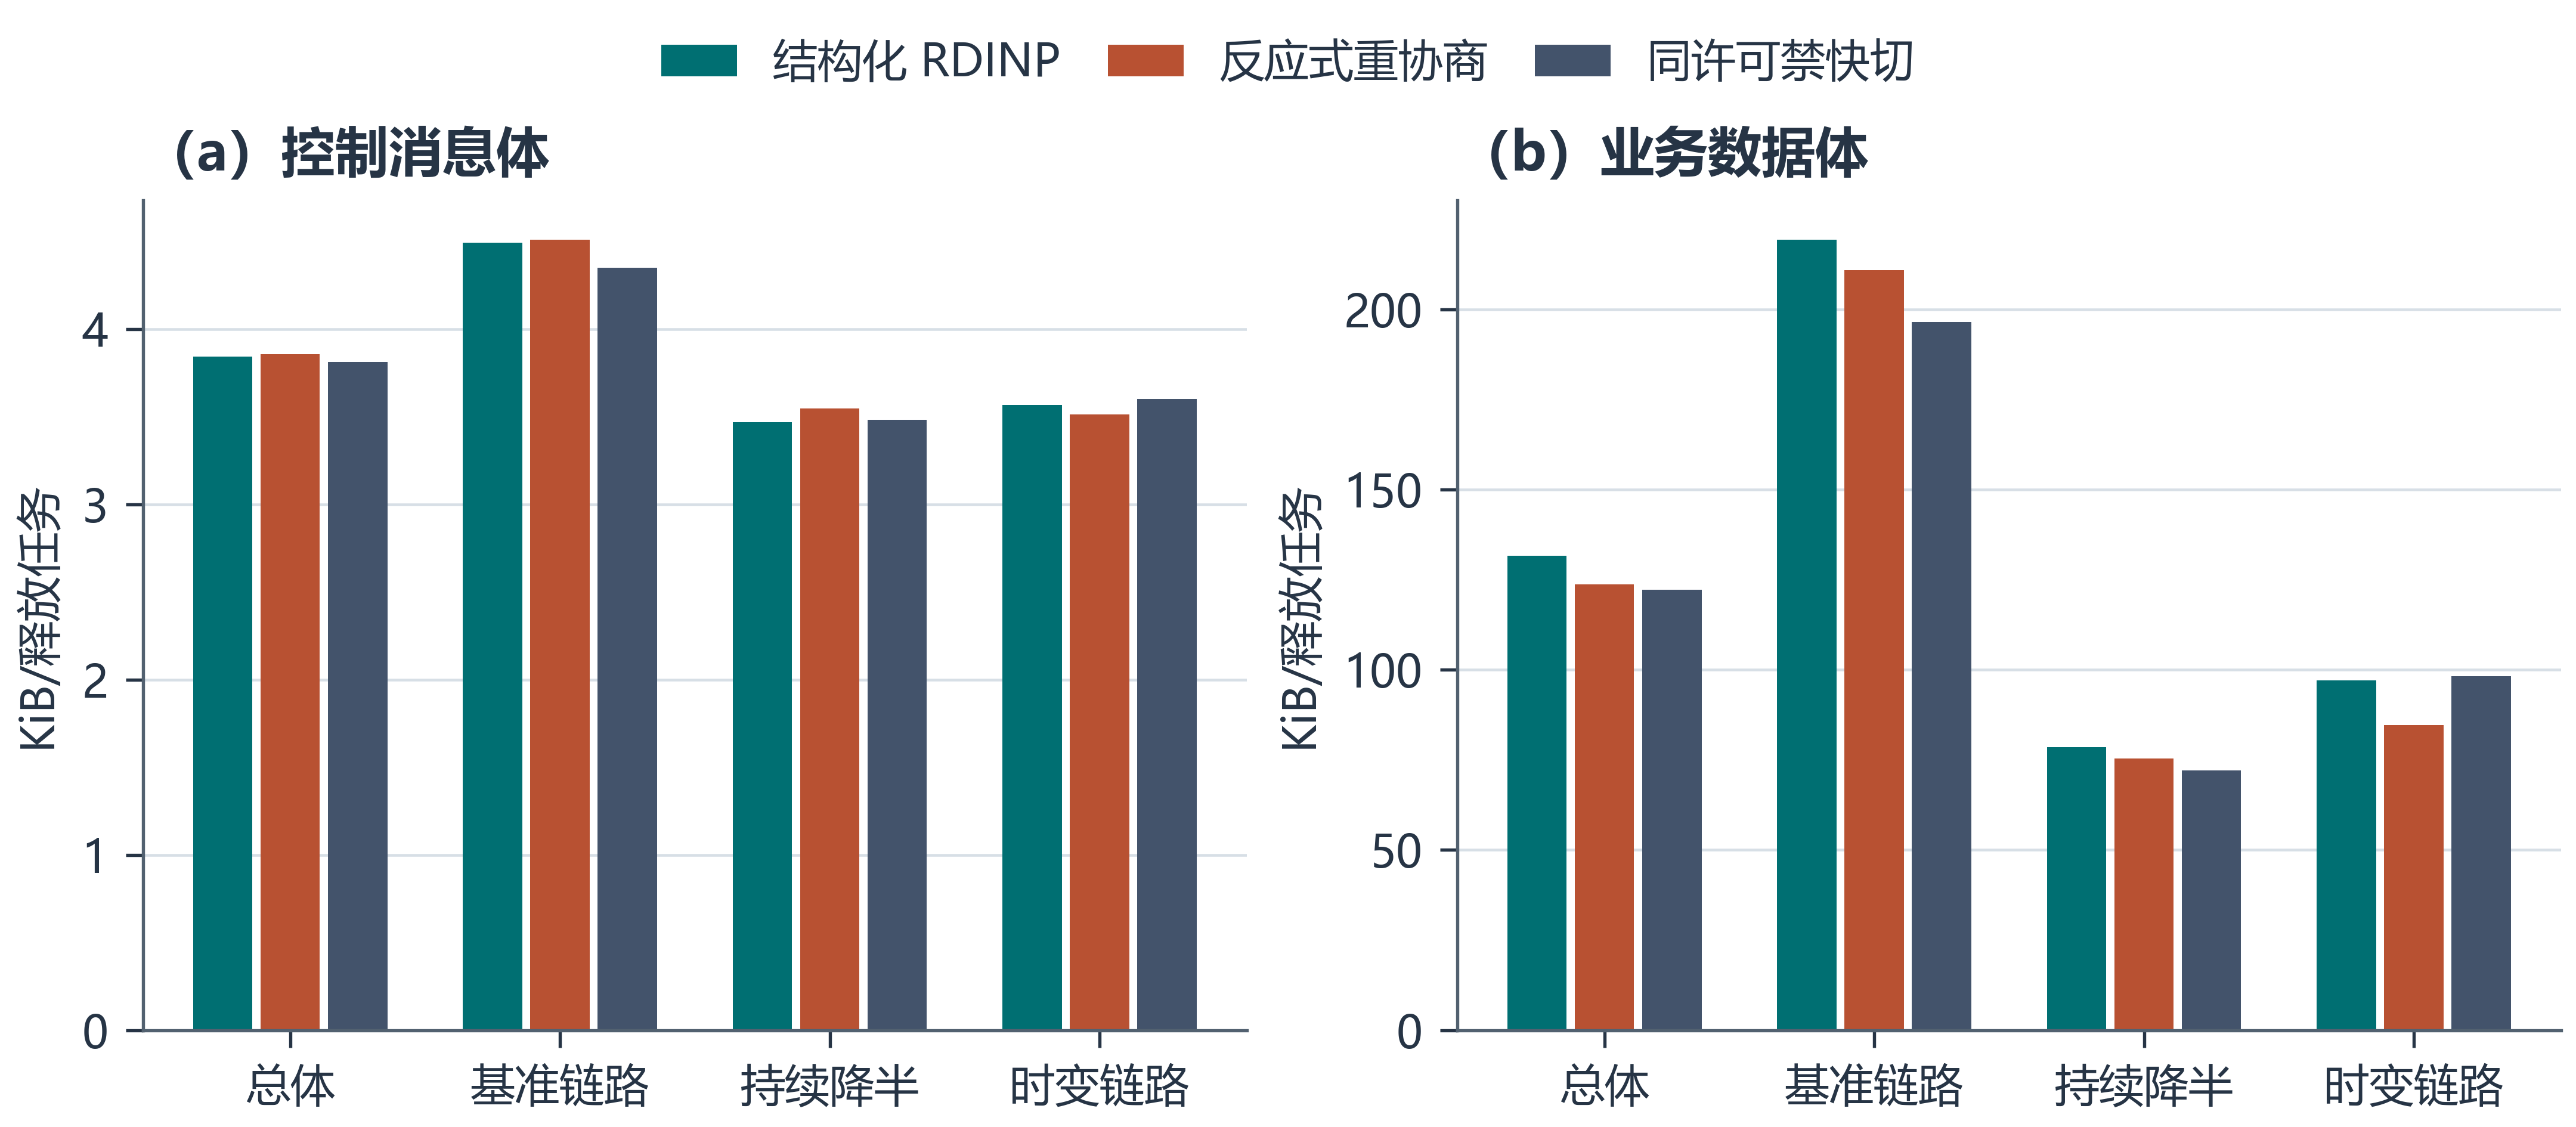 结构化 RDINP 反应式重协商 同许可禁快切
(a) 控制消息体
KiB/释放任务
4
3
2
1
0
总体 基准链路 持续降半 时变链路
(b) 业务数据体
KiB/释放任务
200
150
100
50
0
总体 基准链路 持续降半 时变链路